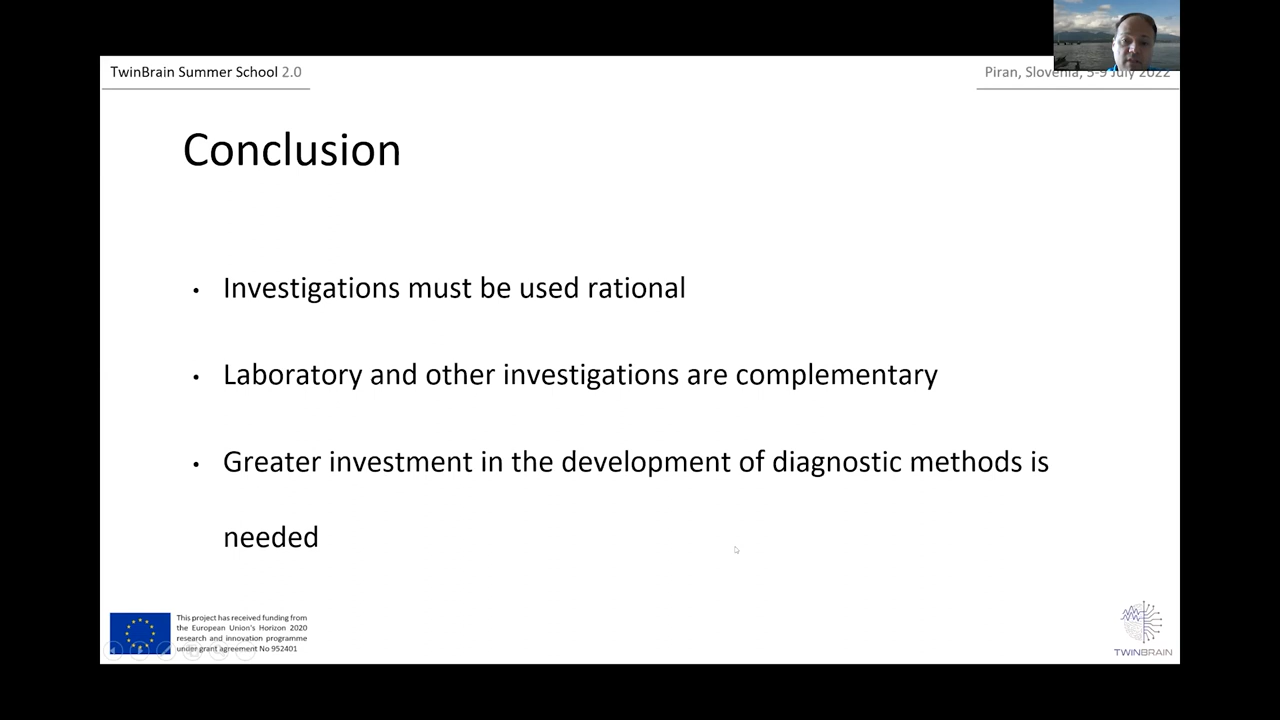 TwinBrain Summer School 2.0
Piran, Slovenia, 5-9 July 2022
Conclusion
• Investigations must be used rational
• Laboratory and other investigations are complementary
• Greater investment in the development of diagnostic methods is
needed
This project has received funding from
the European Union's Horizon 2020
research and innovation programme
under grant agreement No 952401
TWINBRAIN